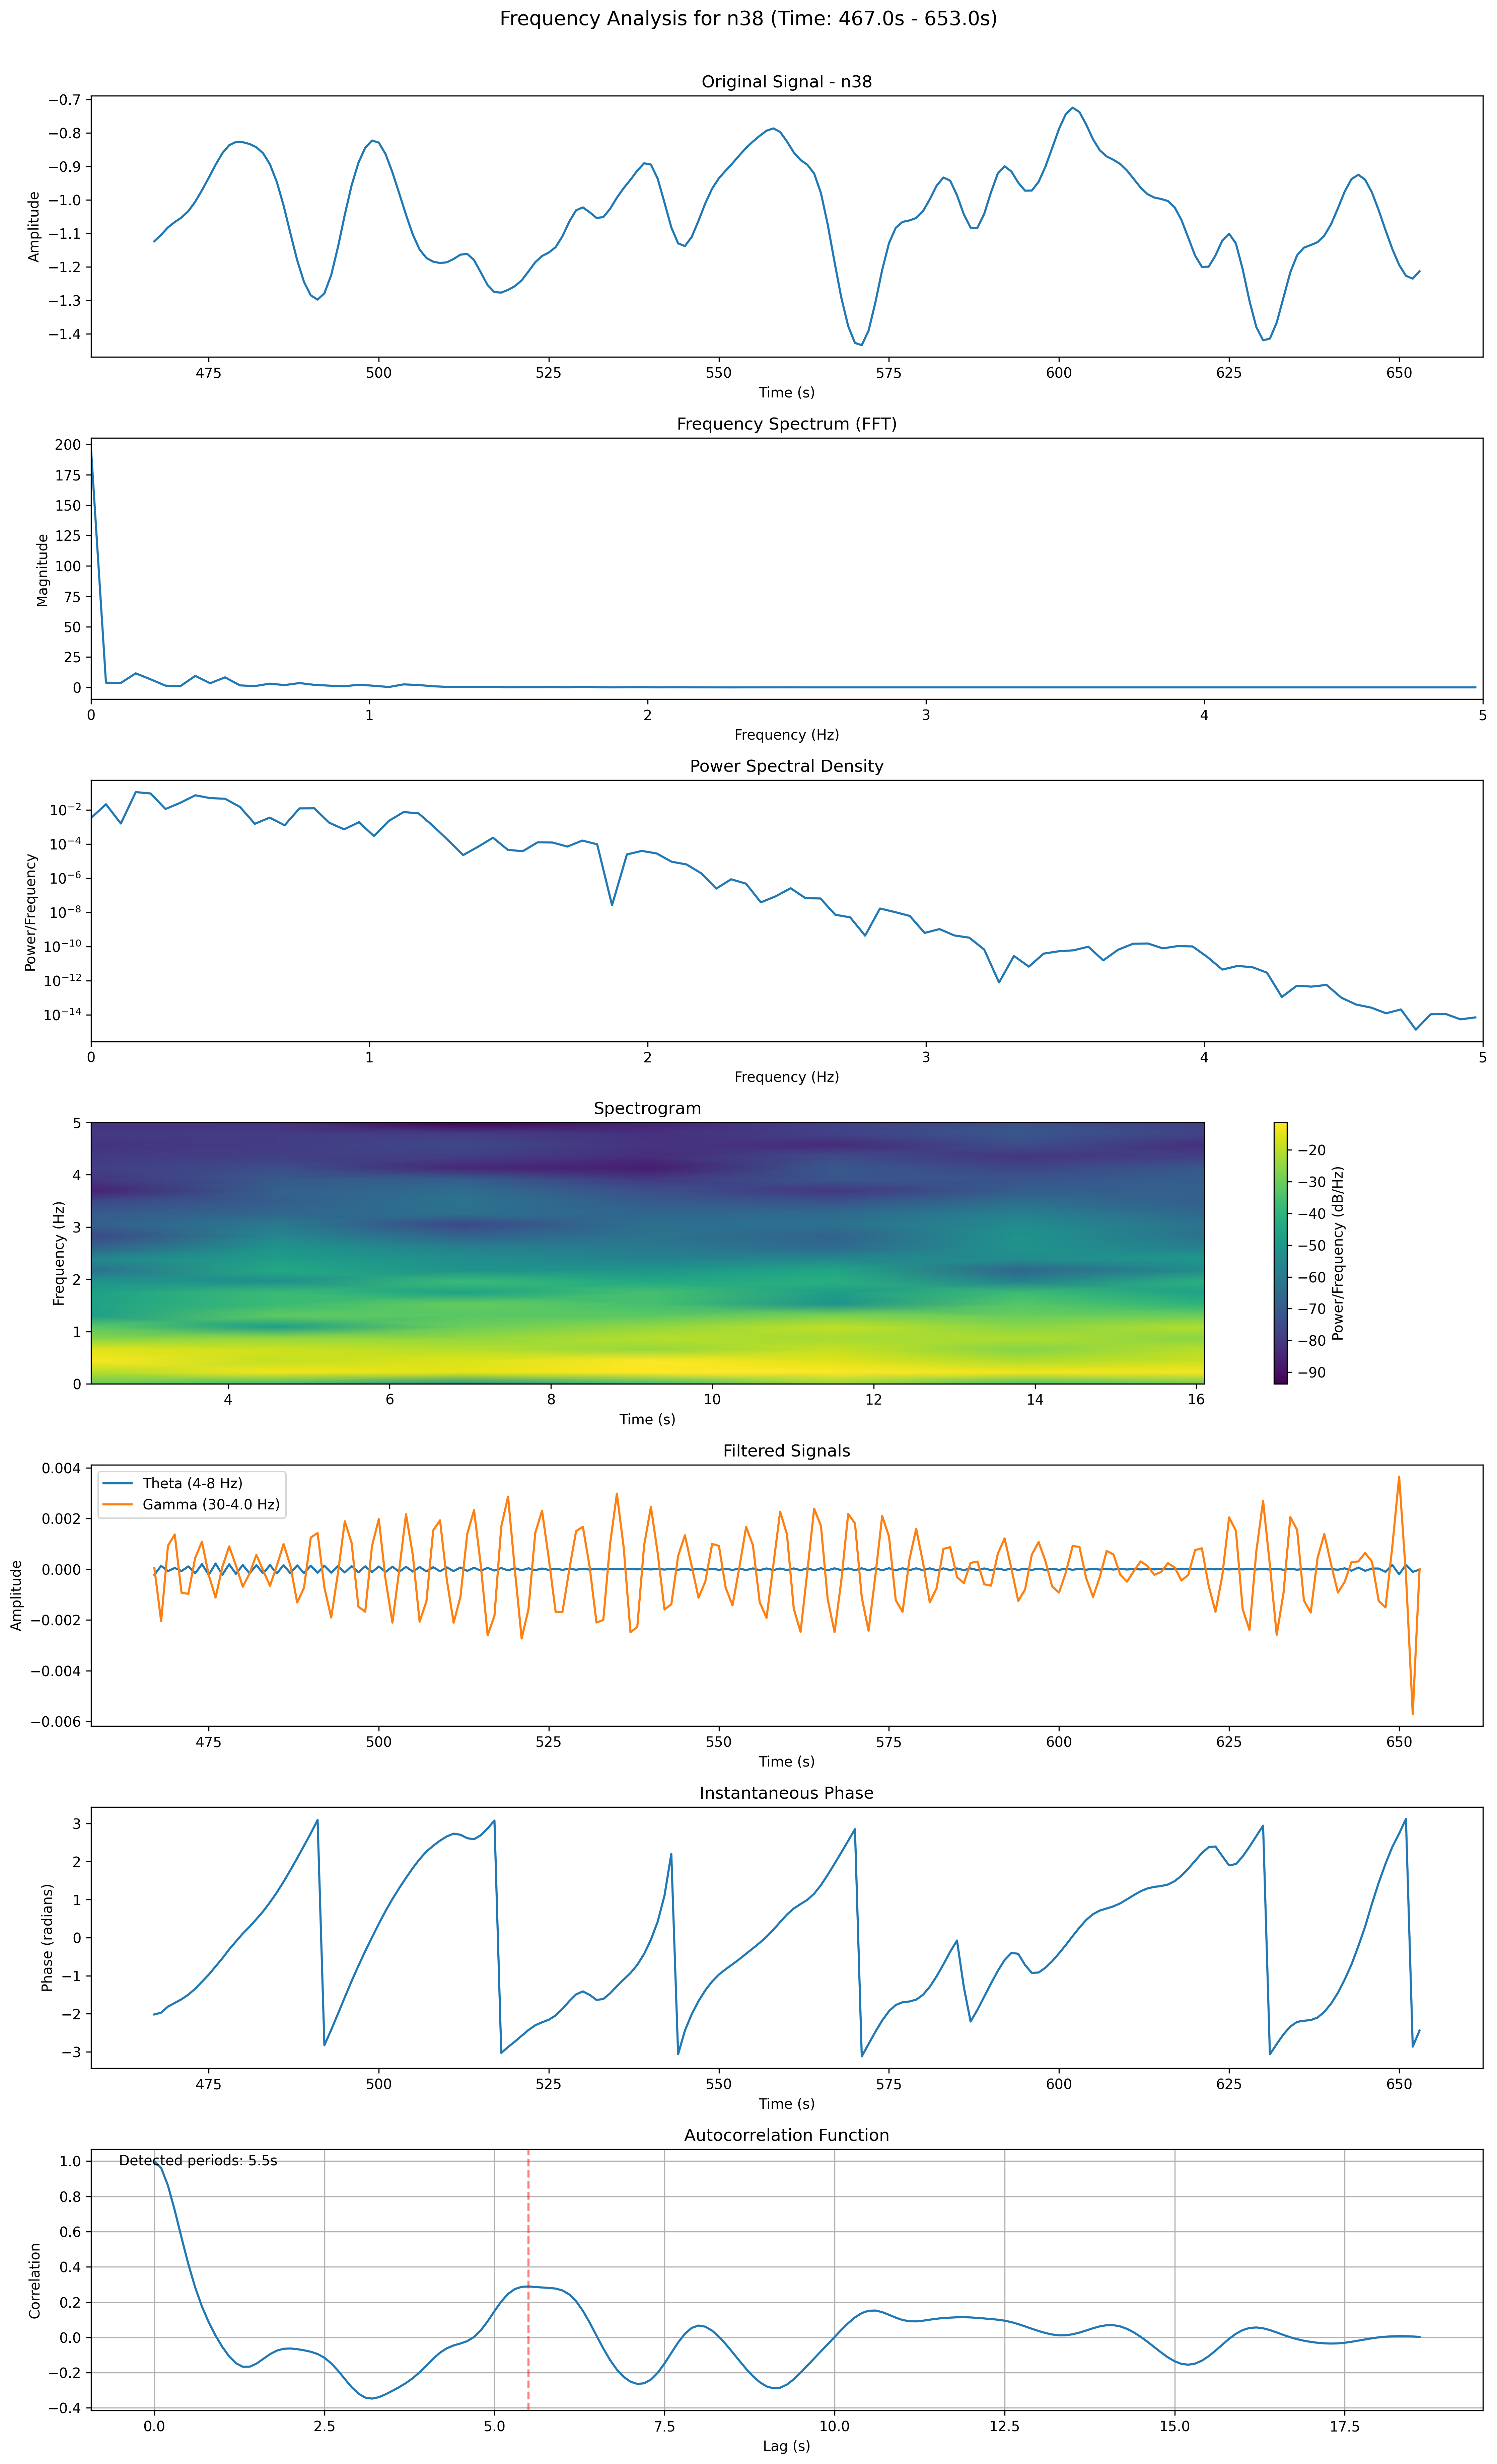 Frequency Analysis for n38 (Time: 467.0s - 653.0s)
Original Signal - n38
−0.7
−0.8
−0.9
−1.0
−1.1
−1.2
−1.3
−1.4
Amplitude
475 500 525 550 575 600 625 650
Time (s)
Frequency Spectrum (FFT)
200
175
150
125
100
75
50
25
0
Magnitude
0 1 2 3 4 5
Frequency (Hz)
Power Spectral Density
10⁻²
10⁻⁴
10⁻⁶
10⁻⁸
10⁻¹⁰
10⁻¹²
10⁻¹⁴
Power/Frequency
0 1 2 3 4 5
Frequency (Hz)
Spectrogram
5
4
3
2
1
0
Frequency (Hz)
4 6 8 10 12 14 16
Time (s)
−20
−30
−40
−50
−60
−70
−80
−90
Power/Frequency (dB/Hz)
Filtered Signals
Theta (4-8 Hz)
Gamma (30-4.0 Hz)
0.004
0.002
0.000
−0.002
−0.004
−0.006
Amplitude
475 500 525 550 575 600 625 650
Time (s)
Instantaneous Phase
3
2
1
0
−1
−2
−3
Phase (radians)
475 500 525 550 575 600 625 650
Time (s)
Autocorrelation Function
Detected periods: 5.5s
1.0
0.8
0.6
0.4
0.2
0.0
−0.2
−0.4
Correlation
0.0 2.5 5.0 7.5 10.0 12.5 15.0 17.5
Lag (s)